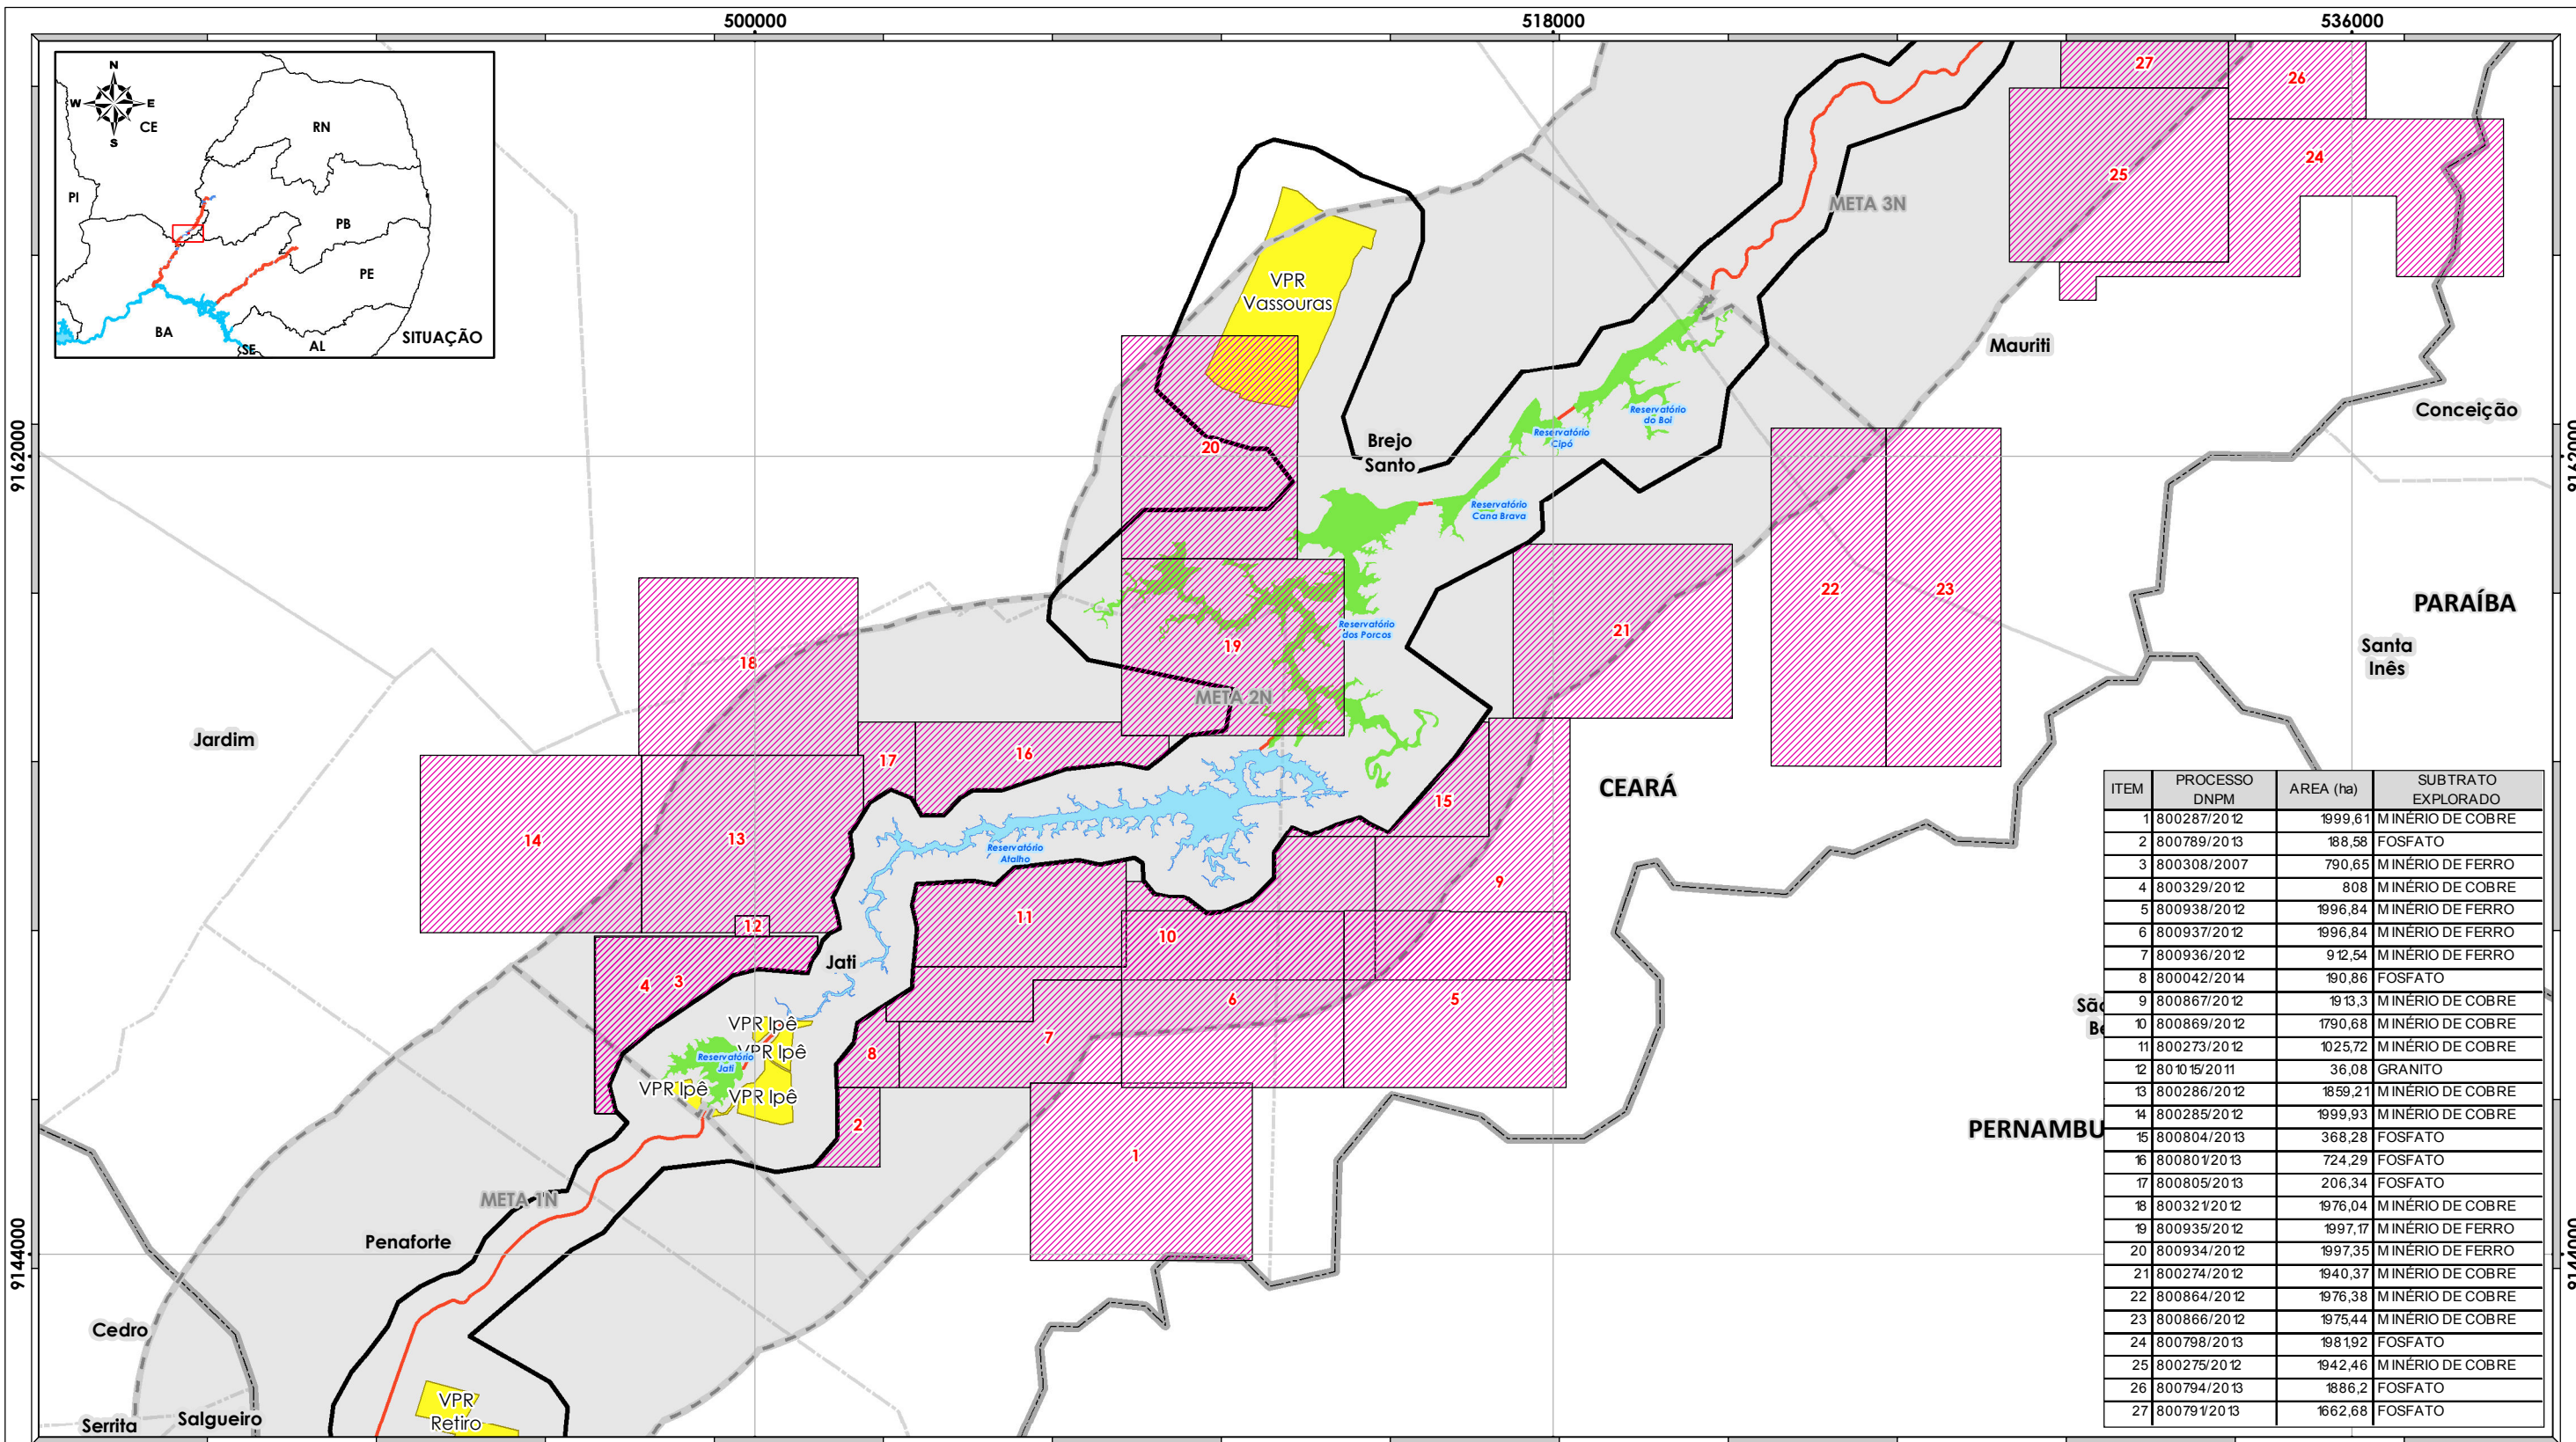 500000
518000
536000
N
W
E
S
CE
RN
PI
PB
PE
BA
SE
AL
SITUAÇÃO
27
26
24
25
META 3N
VPR
Vassouras
Mauriti
Conceição
9162000
9162000
Reservatório
do Boi
Reservatório
Cipó
Brejo
Santo
20
Reservatório
Cana Brava
22
23
PARAÍBA
Reservatório
dos Porcos
21
19
Santa
Inês
18
META 2N
Jardim
17
16
CEARÁ
15
14
13
Reservatório
Atalho
9
11
12
10
Jati
4
3
6
5
7
8
VPR Ipê
VPR Ipê
Reservatório
Jati
VPR Ipê
VPR Ipê
2
1
PERNAMBU
META 1N
Penaforte
9144000
9144000
Cedro
Serrita
Salgueiro
VPR
Retiro
ITEM PROCESSO DNPM AREA (ha) SUBTRATO EXPLORADO
1 800287/2012 1999,61 MINÉRIO DE COBRE
2 800789/2013 188,58 FOSFATO
3 800308/2007 790,65 MINÉRIO DE FERRO
4 800329/2012 808 MINÉRIO DE COBRE
5 800938/2012 1996,84 MINÉRIO DE FERRO
6 800937/2012 1996,84 MINÉRIO DE FERRO
7 800936/2012 912,54 MINÉRIO DE FERRO
8 800042/2014 190,86 FOSFATO
9 800867/2012 1913,3 MINÉRIO DE COBRE
10 800869/2012 1790,68 MINÉRIO DE COBRE
11 800273/2012 1025,72 MINÉRIO DE COBRE
12 801015/2011 36,08 GRANITO
13 800286/2012 1859,21 MINÉRIO DE COBRE
14 800285/2012 1999,93 MINÉRIO DE COBRE
15 800804/2013 368,28 FOSFATO
16 800801/2013 724,29 FOSFATO
17 800805/2013 206,34 FOSFATO
18 800321/2012 1976,04 MINÉRIO DE COBRE
19 800935/2012 1997,17 MINÉRIO DE FERRO
20 800934/2012 1997,35 MINÉRIO DE FERRO
21 800274/2012 1940,37 MINÉRIO DE COBRE
22 800864/2012 1976,38 MINÉRIO DE COBRE
23 800866/2012 1975,44 MINÉRIO DE COBRE
24 800798/2013 1981,92 FOSFATO
25 800275/2012 1942,46 MINÉRIO DE COBRE
26 800794/2013 1886,2 FOSFATO
27 800791/2013 1662,68 FOSFATO